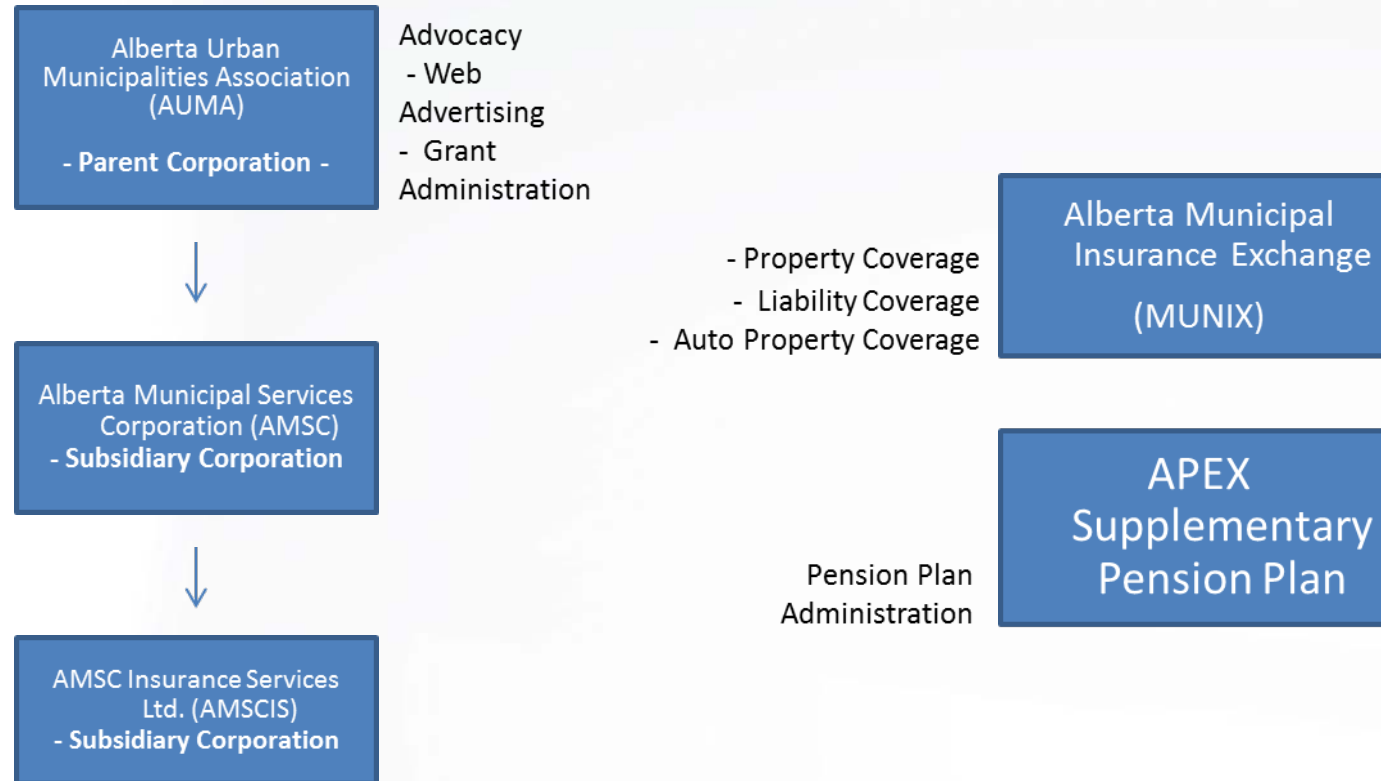 Alberta Urban
Municipalities Association
(AUMA)
- Parent Corporation -
Advocacy
- Web
Advertising
- Grant
Administration
Alberta Municipal Services
Corporation (AMSC)
- Subsidiary Corporation
AMSC Insurance Services
Ltd. (AMSCIS)
- Subsidiary Corporation
- Property Coverage
- Liability Coverage
- Auto Property Coverage
Alberta Municipal
Insurance Exchange
(MUNIX)
Pension Plan
Administration
APEX
Supplementary
Pension Plan